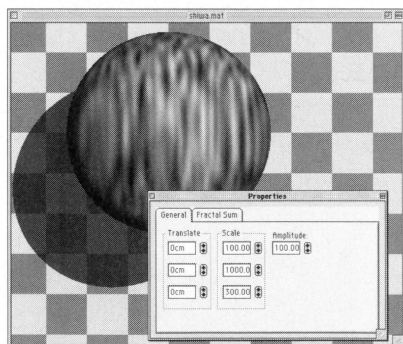 shiwa.mat
Properties
General Fractal Sum
Translate Scale Amplitude
0cm 100.00 100.00
0cm 1000.0
0cm 300.00